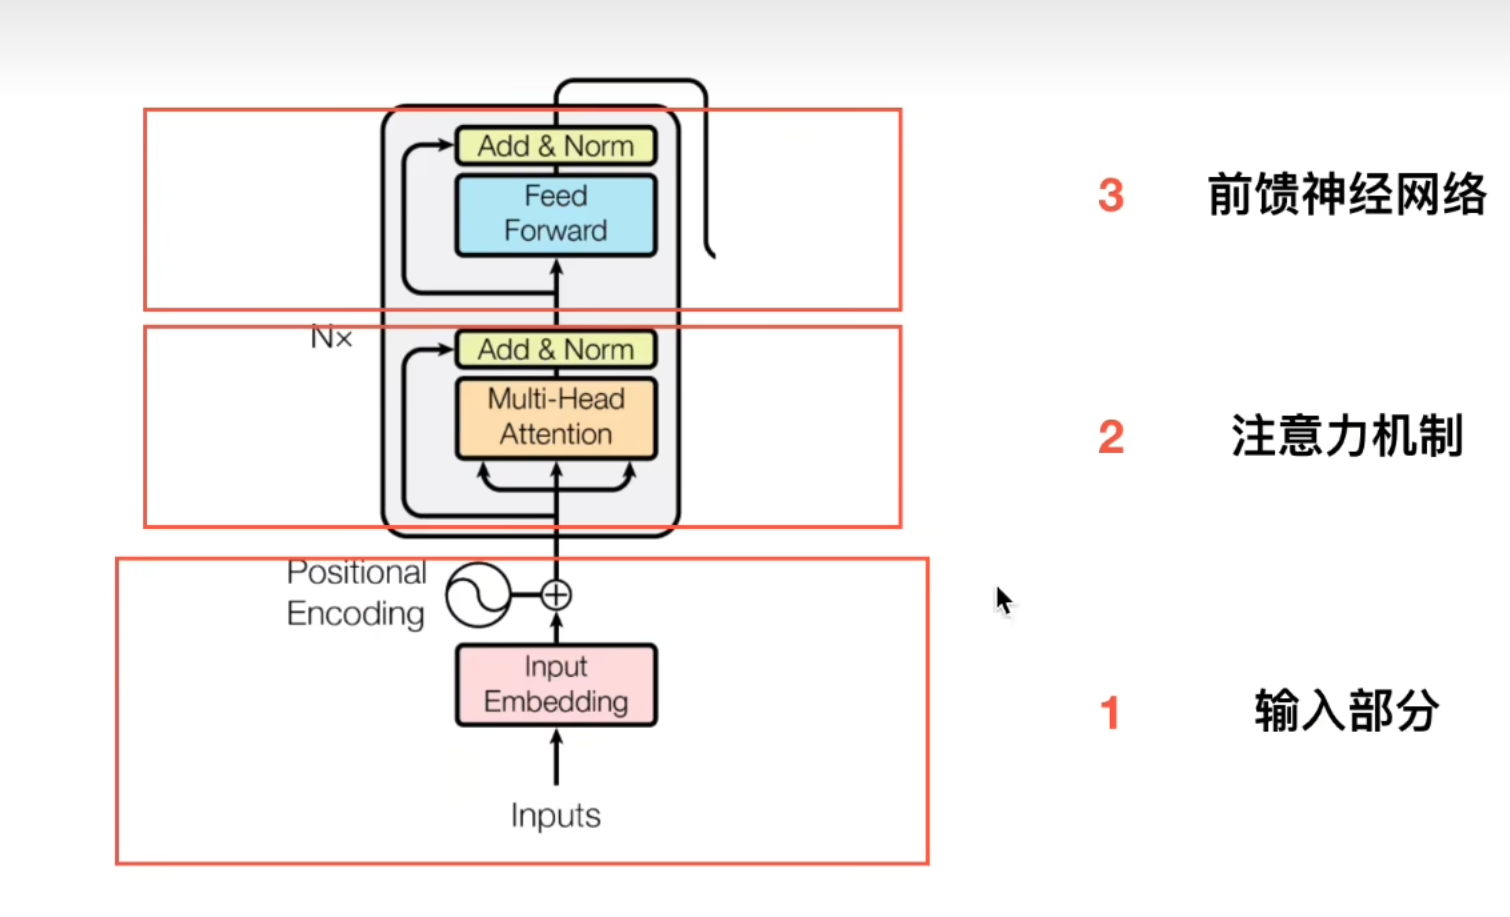 Add & Norm
Feed
Forward
3 前馈神经网络
N×
Add & Norm
Multi-Head
Attention
2 注意力机制
Positional
Encoding
Input
Embedding
1 输入部分
Inputs